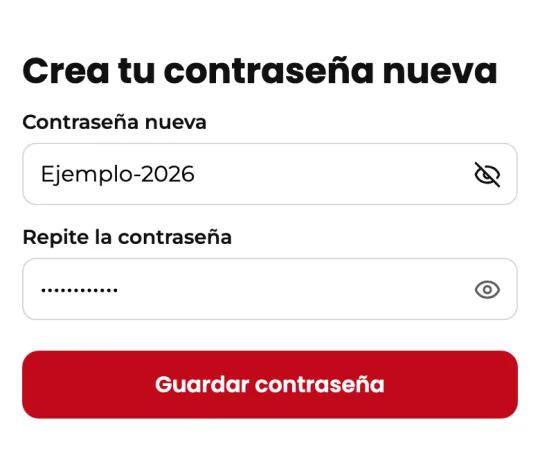 Crea tu contraseña nueva
Contraseña nueva
Ejemplo-2026
Repite la contraseña
••••••••••••
Guardar contraseña